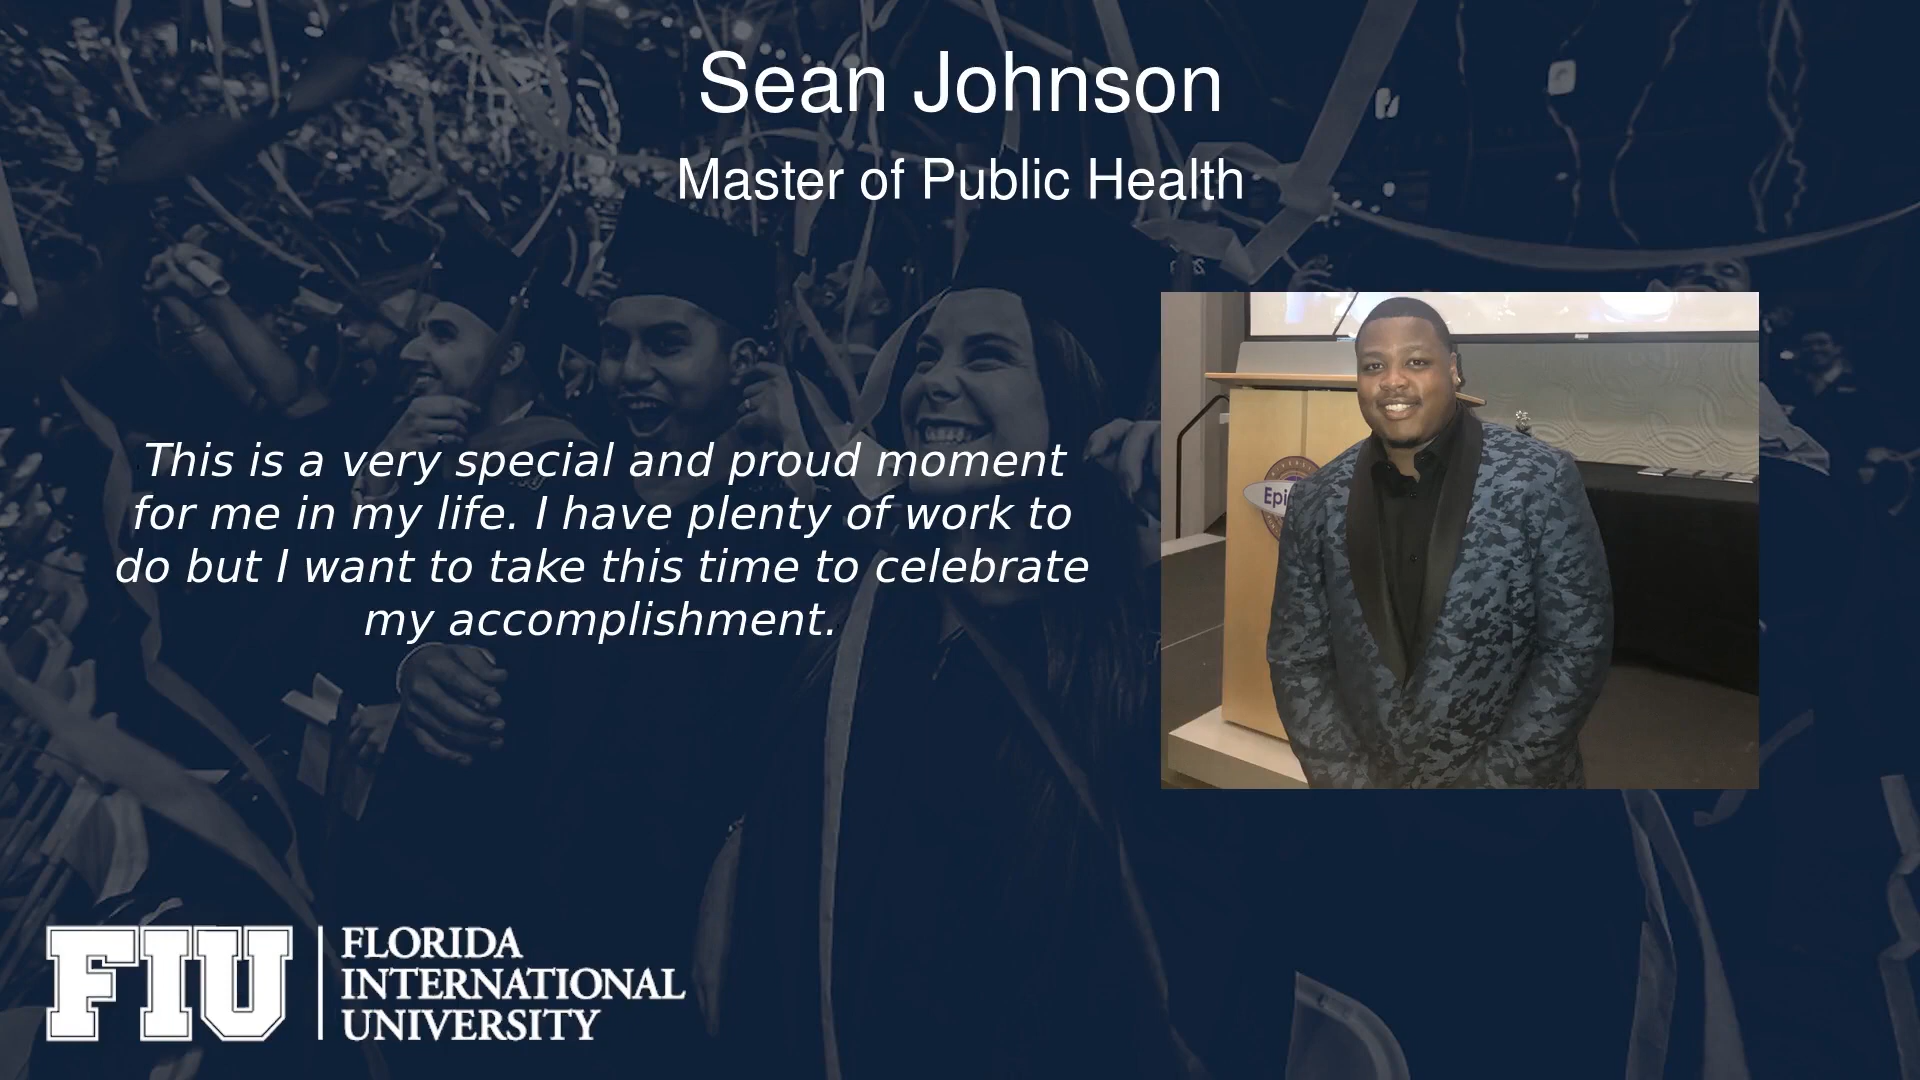 Sean Johnson
Master of Public Health
This is a very special and proud moment
for me in my life. I have plenty of work to
do but I want to take this time to celebrate
my accomplishment.
Epi
FIU
FLORIDA
INTERNATIONAL
UNIVERSITY